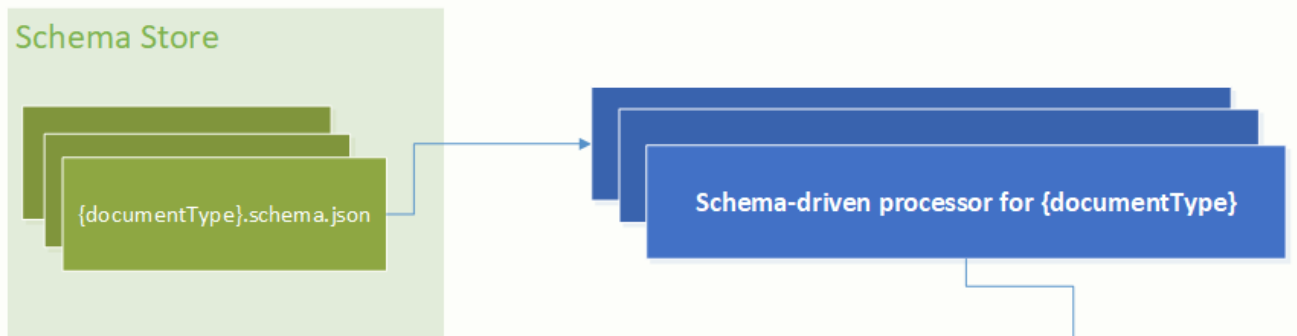 Schema Store
{documentType}.schema.json
Schema-driven processor for {documentType}